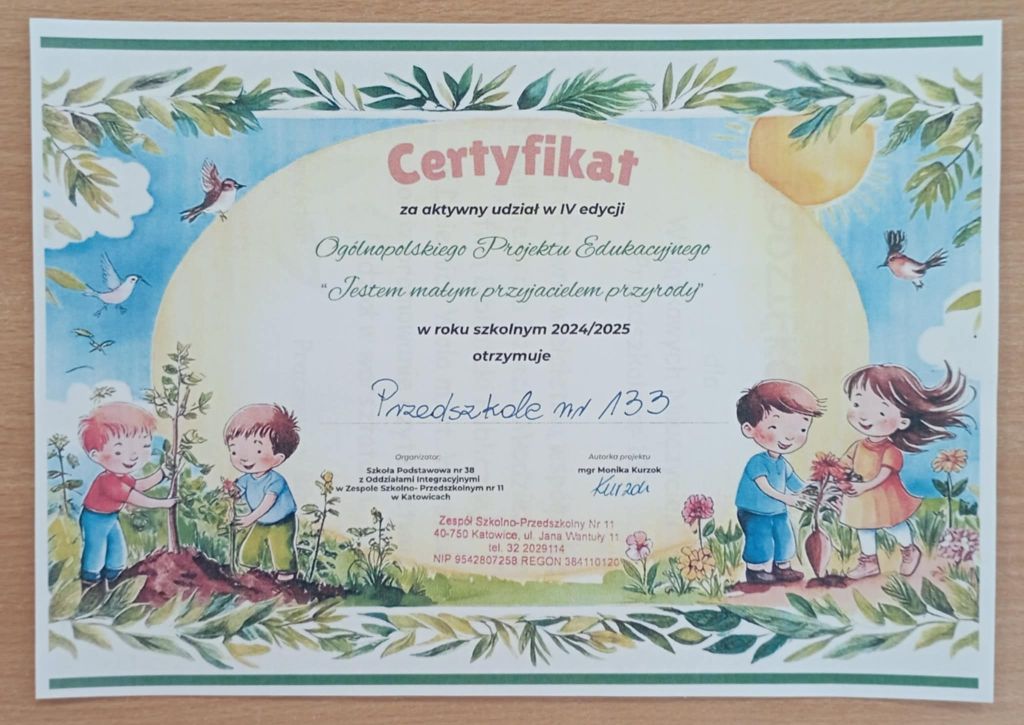 Certyfikat
za aktywny udział w IV edycji
Ogólnopolskiego Projektu Edukacyjnego
"Jestem małym przyjacielem przyrody"
w roku szkolnym 2024/2025
otrzymuje
Przedszkole nr 133
Organizator:
Szkoła Podstawowa nr 38
z Oddziałami Integracyjnymi
w Zespole Szkolno- Przedszkolnym nr 11
w Katowicach
Autorka projektu
mgr Monika Kurzok
Kurzok
Zespół Szkolno-Przedszkolny Nr 11
40-750 Katowice, ul. Jana Wantuły 11
tel. 32 2029114
NIP 9542807258 REGON 384110120